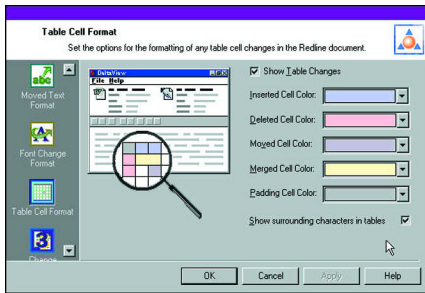 Table Cell Format
Set the options for the formatting of any table cell changes in the Redline document.
abc
Moved Text
Format
Font Change
Format
Table Cell Format
Change
DeltaView
File Help
Show Table Changes
Inserted Cell Color:
Deleted Cell Color:
Moved Cell Color:
Merged Cell Color:
Padding Cell Color:
Show surrounding characters in tables
OK
Cancel
Apply
Help